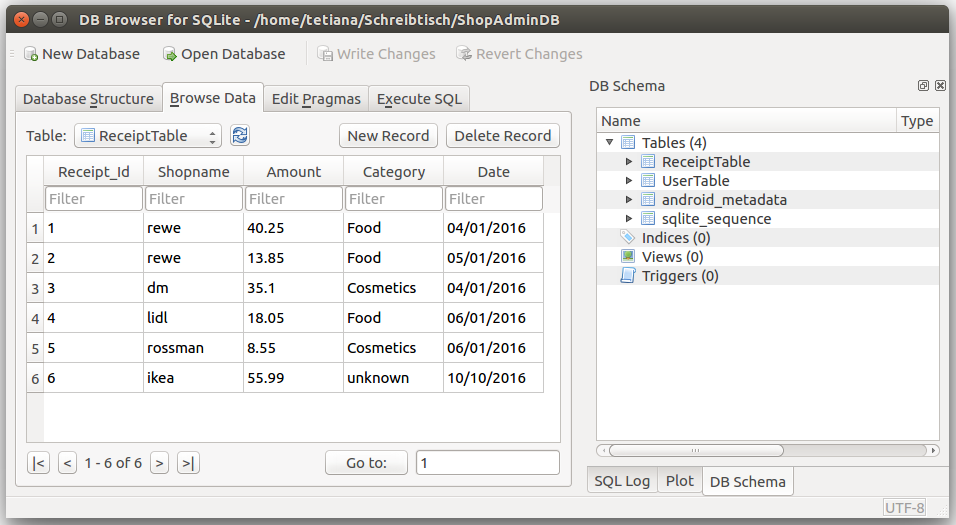 DB Browser for SQLite - /home/tetiana/Schreibtisch/ShopAdminDB
New Database Open Database Write Changes Revert Changes
Database Structure Browse Data Edit Pragmas Execute SQL
Table: ReceiptTable New Record Delete Record
Receipt_Id Shopname Amount Category Date
Filter Filter Filter Filter Filter
1 1 rewe 40.25 Food 04/01/2016
2 2 rewe 13.85 Food 05/01/2016
3 3 dm 35.1 Cosmetics 04/01/2016
4 4 lidl 18.05 Food 06/01/2016
5 5 rossman 8.55 Cosmetics 06/01/2016
6 6 ikea 55.99 unknown 10/10/2016
|< < 1 - 6 of 6 > >| Go to: 1
DB Schema
Name Type
Tables (4)
ReceiptTable
UserTable
android_metadata
sqlite_sequence
Indices (0)
Views (0)
Triggers (0)
SQL Log Plot DB Schema
UTF-8